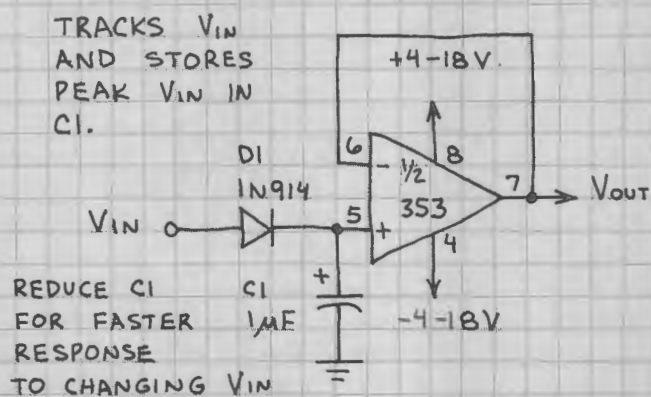 TRACKS VIN
AND STORES
PEAK VIN IN
C1.
+4-18V
6
-
1/2
8
353
7
VOUT
D1
1N914
VIN
5
+
4
-4-18V
+
C1
1µF
REDUCE C1
FOR FASTER
RESPONSE
TO CHANGING VIN